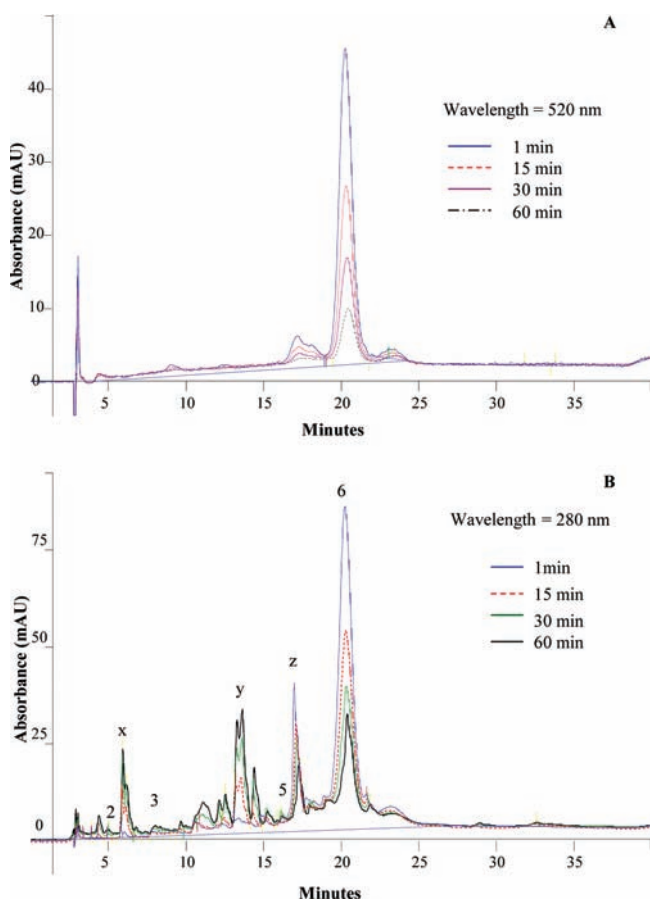 A
Wavelength = 520 nm
1 min
15 min
30 min
60 min
Absorbance (mAU)
40
30
20
10
0
5 10 15 20 25 30 35
Minutes
B
6
Wavelength = 280 nm
1min
15 min
30 min
60 min
Absorbance (mAU)
75
50
25
0
x
2
3
y
5
z
5 10 15 20 25 30 35
Minutes